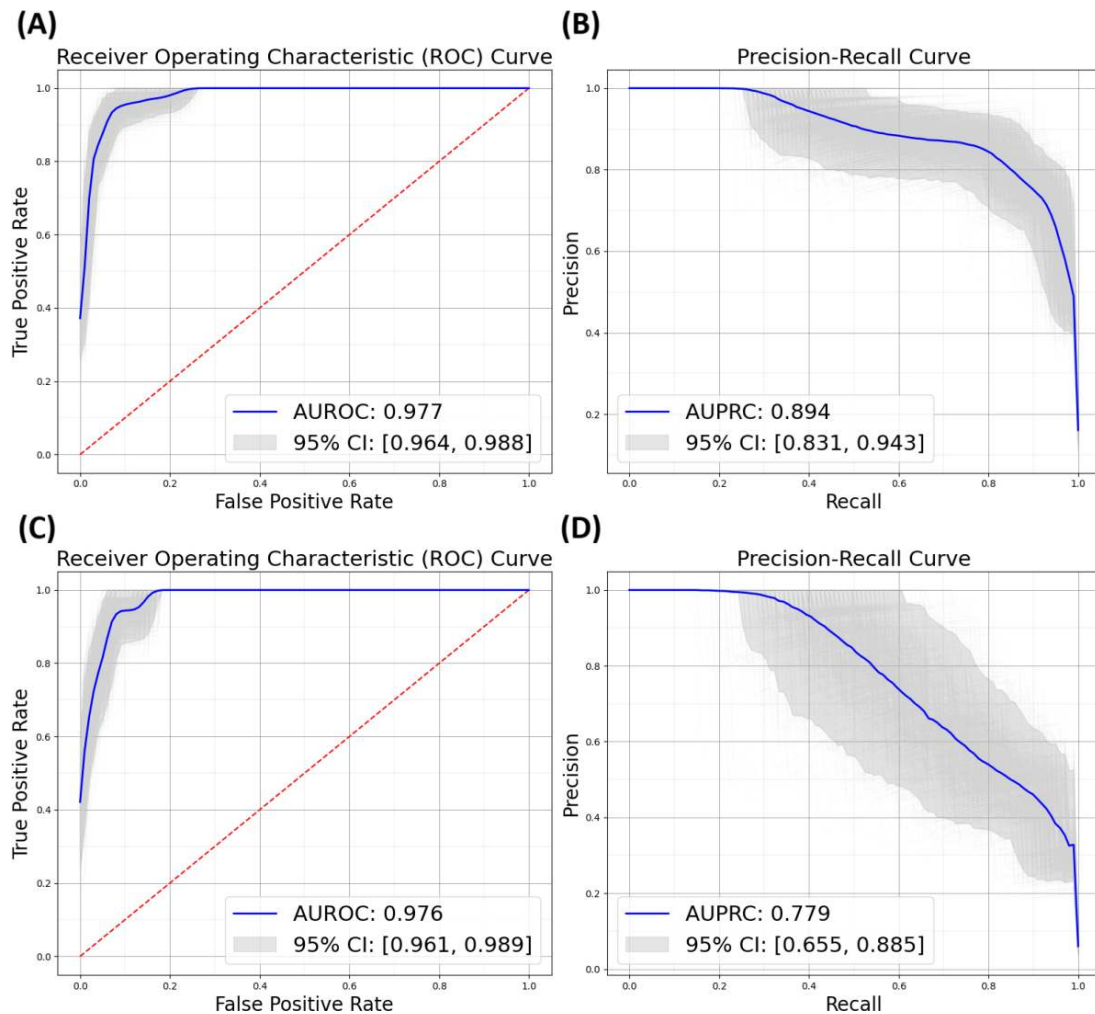 (A)
Receiver Operating Characteristic (ROC) Curve
True Positive Rate
1.0
0.8
0.6
0.4
0.2
0.0
AUROC: 0.977
95% CI: [0.964, 0.988]
0.0 0.2 0.4 0.6 0.8 1.0
False Positive Rate
(B)
Precision-Recall Curve
Precision
1.0
0.8
0.6
0.4
0.2
AUPRC: 0.894
95% CI: [0.831, 0.943]
0.0 0.2 0.4 0.6 0.8 1.0
Recall
(C)
Receiver Operating Characteristic (ROC) Curve
True Positive Rate
1.0
0.8
0.6
0.4
0.2
0.0
AUROC: 0.976
95% CI: [0.961, 0.989]
0.0 0.2 0.4 0.6 0.8 1.0
False Positive Rate
(D)
Precision-Recall Curve
Precision
1.0
0.8
0.6
0.4
0.2
0.0
AUPRC: 0.779
95% CI: [0.655, 0.885]
0.0 0.2 0.4 0.6 0.8 1.0
Recall